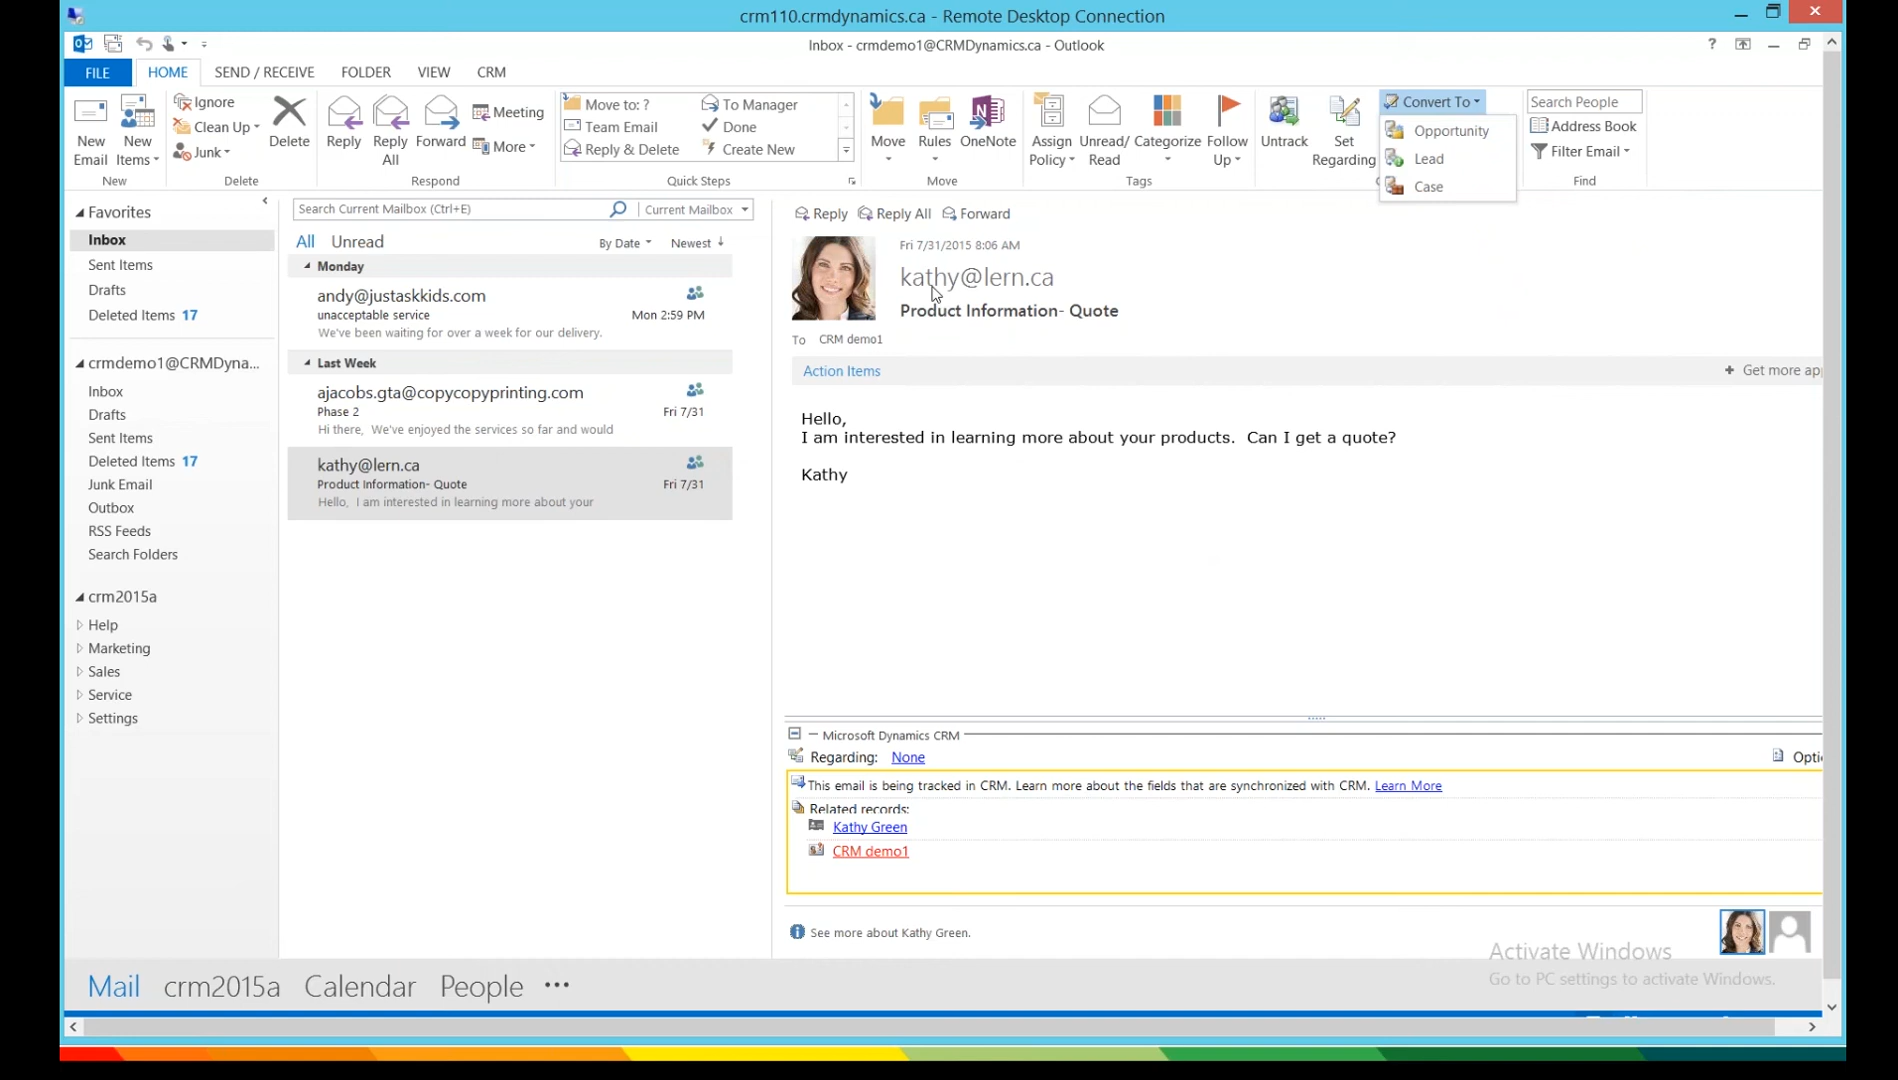 crm110.crmdynamics.ca - Remote Desktop Connection
Inbox - crmdemo1@CRMDynamics.ca - Outlook
FILE HOME SEND / RECEIVE FOLDER VIEW CRM
New Email
New Items
New
Ignore
Clean Up
Junk
Delete
Delete
Reply
Reply All
Forward
Meeting
More
Respond
Move to: ?
Team Email
Reply & Delete
To Manager
Done
Create New
Quick Steps
Move
Rules
OneNote
Move
Assign Policy
Unread/ Read
Categorize
Follow Up
Tags
Untrack
Set Regarding
Convert To
Opportunity
Lead
Case
Search People
Address Book
Filter Email
Find
Favorites
Inbox
Sent Items
Drafts
Deleted Items 17
crmdemo1@CRMDyna...
Inbox
Drafts
Sent Items
Deleted Items 17
Junk Email
Outbox
RSS Feeds
Search Folders
crm2015a
Help
Marketing
Sales
Service
Settings
Search Current Mailbox (Ctrl+E)
Current Mailbox
All Unread
By Date Newest
Monday
andy@justaskkids.com
unacceptable service Mon 2:59 PM
We've been waiting for over a week for our delivery.
Last Week
ajacobs.gta@copycopyprinting.com
Phase 2 Fri 7/31
Hi there, We've enjoyed the services so far and would
kathy@lern.ca
Product Information- Quote Fri 7/31
Hello, I am interested in learning more about your
Reply Reply All Forward
Fri 7/31/2015 8:06 AM
kathy@lern.ca
Product Information- Quote
To CRM demo1
Action Items
+ Get more ap
Hello,
I am interested in learning more about your products. Can I get a quote?
Kathy
Microsoft Dynamics CRM
Regarding: None
Opti
This email is being tracked in CRM. Learn more about the fields that are synchronized with CRM. Learn More
Related records:
Kathy Green
CRM demo1
See more about Kathy Green.
Activate Windows
Go to PC settings to activate Windows.
Mail crm2015a Calendar People •••